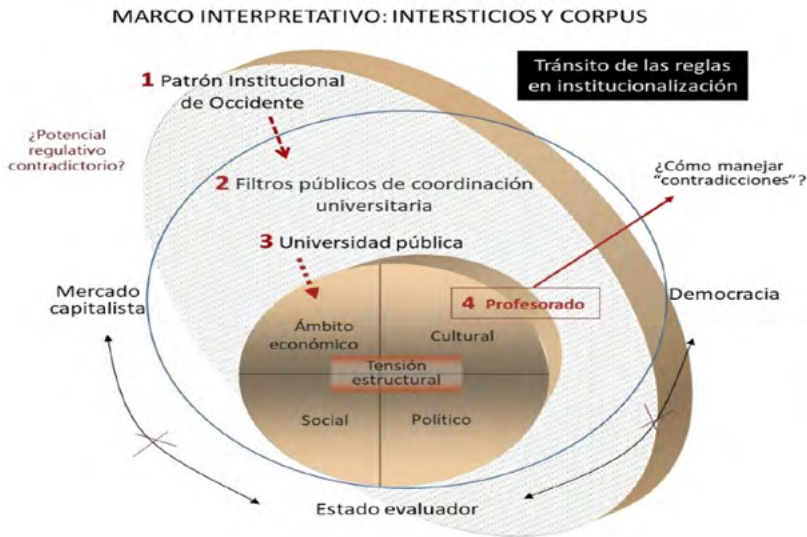 MARCO INTERPRETATIVO: INTERSTICIOS Y CORPUS
1 Patrón Institucional
de Occidente
Tránsito de las reglas
en institucionalización
¿Potencial
regulativo
contradictorio?
¿Cómo manejar
“contradicciones”?
2 Filtros públicos de coordinación
universitaria
3 Universidad pública
Mercado
capitalista
4 Profesorado
Democracia
Ámbito
económico
Cultural
Tensión
estructural
Social
Político
Estado evaluador